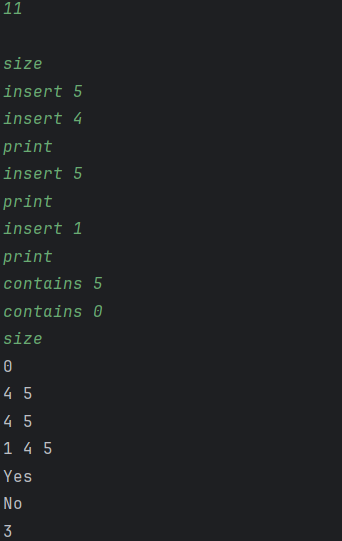 11
size
insert 5
insert 4
print
insert 5
print
insert 1
print
contains 5
contains 0
size
0
4 5
4 5
1 4 5
Yes
No
3